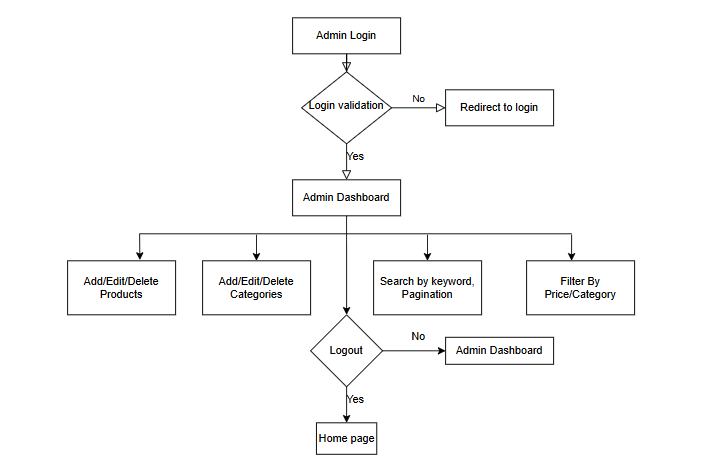 Admin Login
Login validation
No
Redirect to login
Yes
Admin Dashboard
Add/Edit/Delete
Products
Add/Edit/Delete
Categories
Search by keyword,
Pagination
Filter By
Price/Category
Logout
No
Admin Dashboard
Yes
Home page